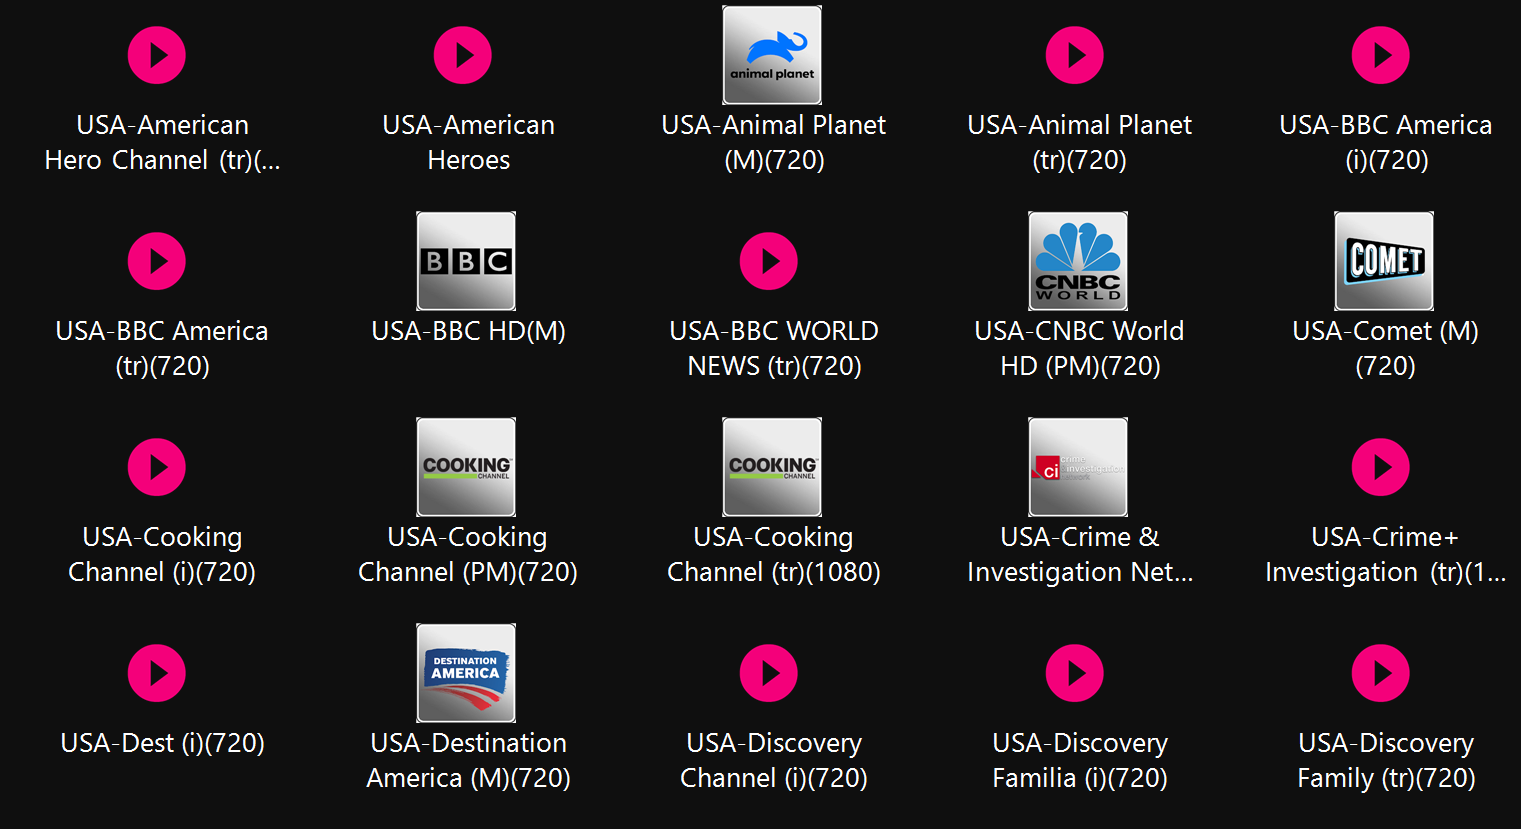 animal planet
USA-American
Hero Channel (tr)(...
USA-American
Heroes
USA-Animal Planet
(M)(720)
USA-Animal Planet
(tr)(720)
USA-BBC America
(i)(720)
BBC
CNBC
WORLD
COMET
USA-BBC America
(tr)(720)
USA-BBC HD(M)
USA-BBC WORLD
NEWS (tr)(720)
USA-CNBC World
HD (PM)(720)
USA-Comet (M)
(720)
COOKING
CHANNEL
COOKING
CHANNEL
ci
crime
investigation
network
USA-Cooking
Channel (i)(720)
USA-Cooking
Channel (PM)(720)
USA-Cooking
Channel (tr)(1080)
USA-Crime &
Investigation Net...
USA-Crime+
Investigation (tr)(1...
DESTINATION
AMERICA
USA-Dest (i)(720)
USA-Destination
America (M)(720)
USA-Discovery
Channel (i)(720)
USA-Discovery
Familia (i)(720)
USA-Discovery
Family (tr)(720)